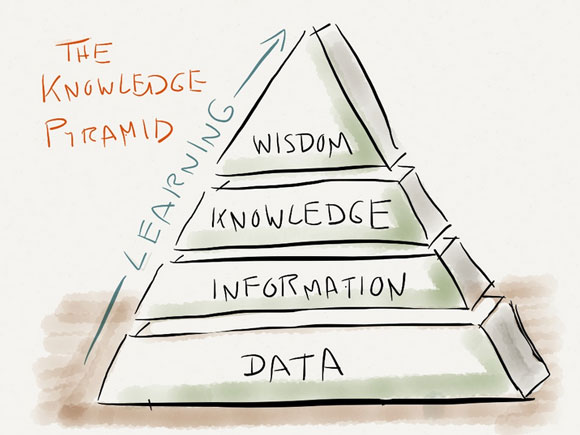 THE
KNOWLEDGE
PYRAMID
LEARNING
WISDOM
KNOWLEDGE
INFORMATION
DATA